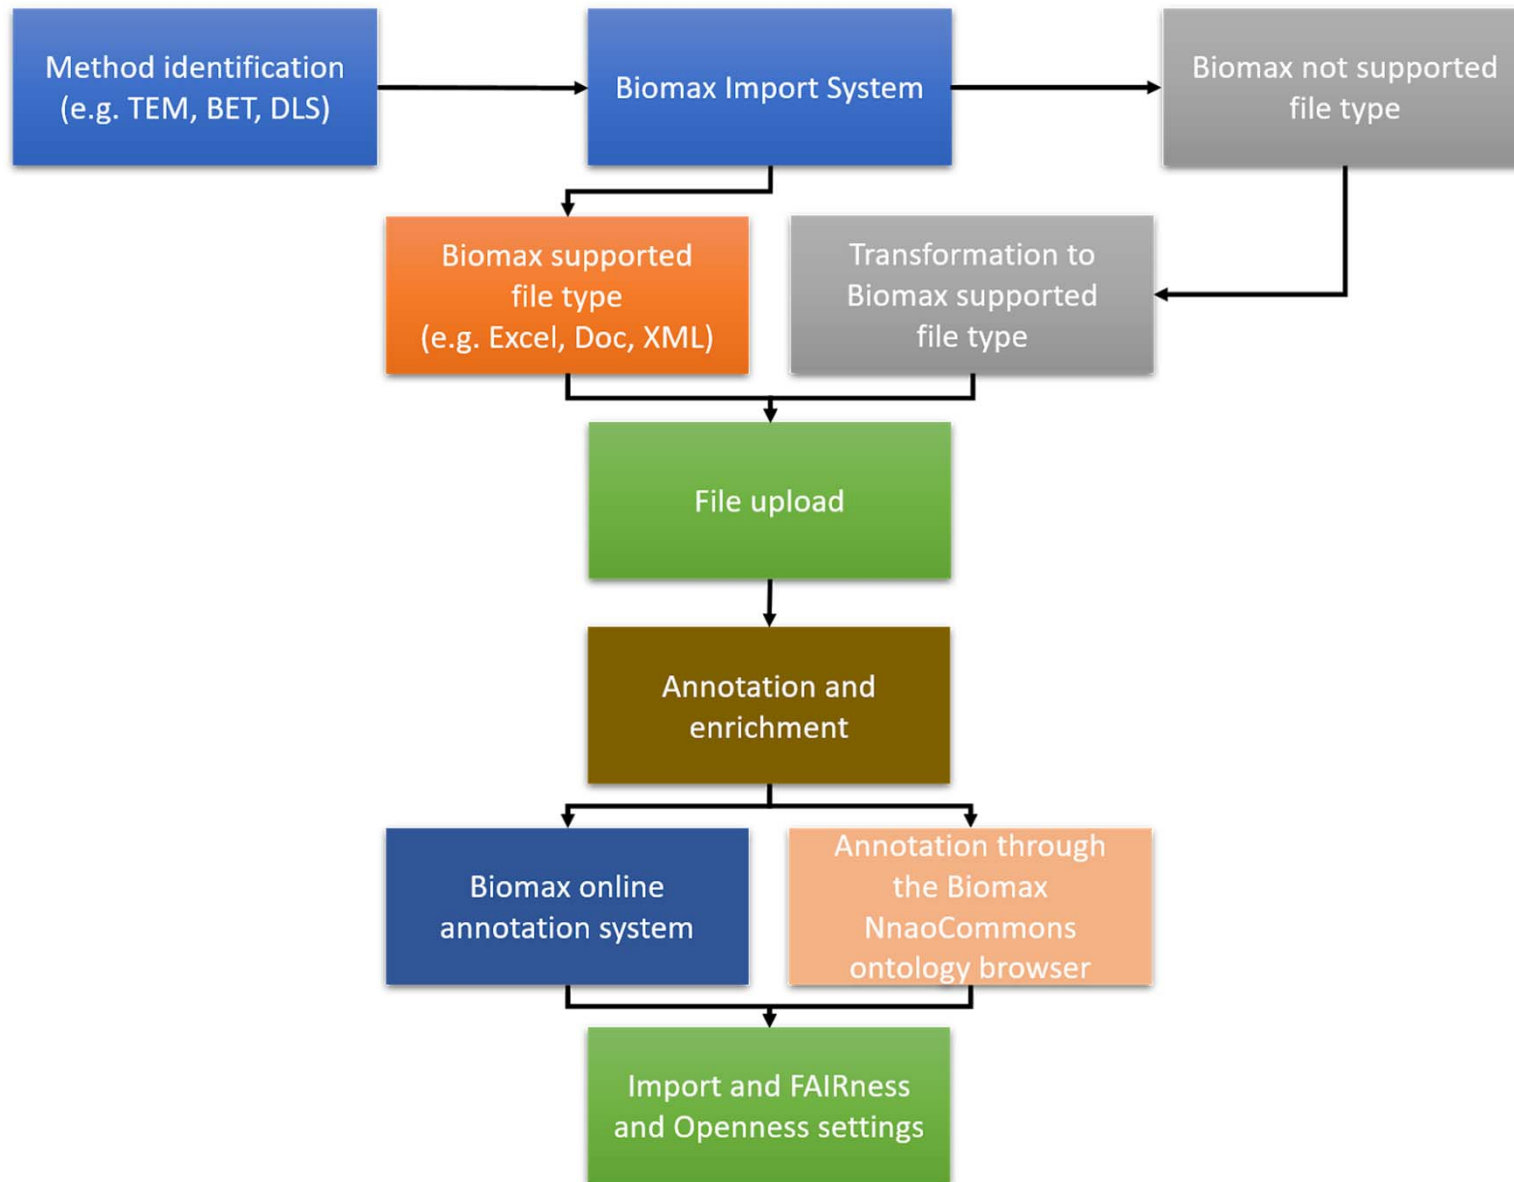 Method identification
(e.g. TEM, BET, DLS)
Biomax Import System
Biomax not supported
file type
Biomax supported
file type
(e.g. Excel, Doc, XML)
Transformation to
Biomax supported
file type
File upload
Annotation and
enrichment
Biomax online
annotation system
Annotation through
the Biomax
NnaoCommons
ontology browser
Import and FAIRness
and Openness settings